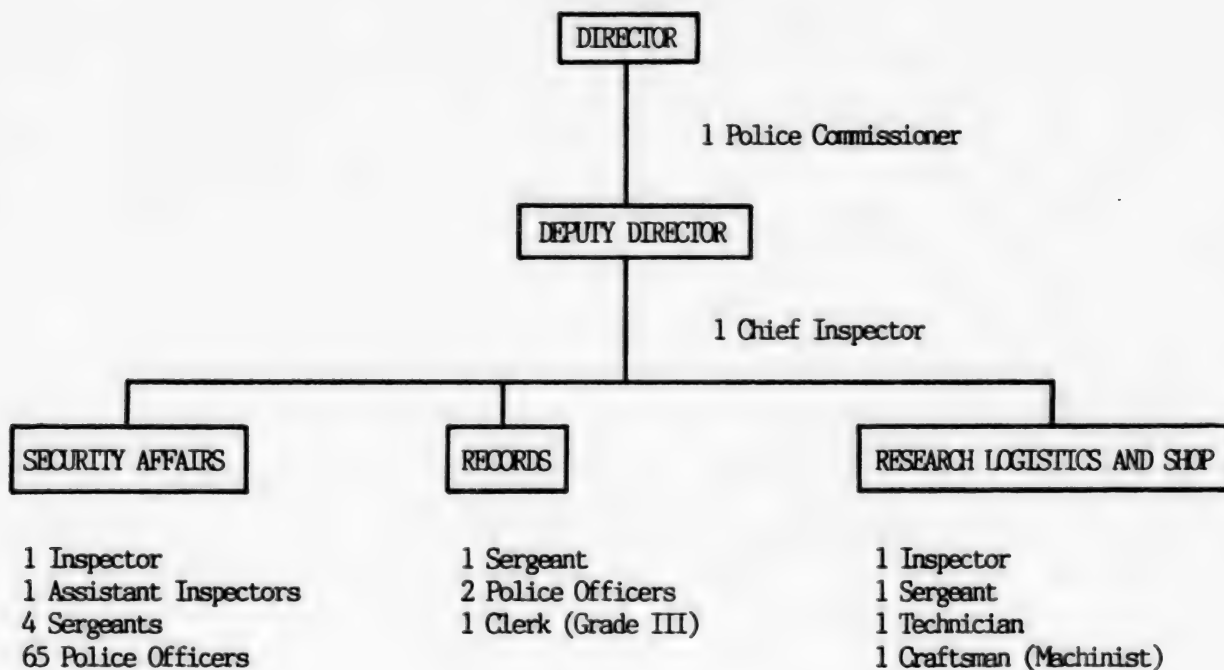 DIRECTOR
1 Police Commissioner
DEPUTY DIRECTOR
1 Chief Inspector
SECURITY AFFAIRS
1 Inspector
1 Assistant Inspectors
4 Sergeants
65 Police Officers
RECORDS
1 Sergeant
2 Police Officers
1 Clerk (Grade III)
RESEARCH LOGISTICS AND SHOP
1 Inspector
1 Sergeant
1 Technician
1 Craftsman (Machinist)